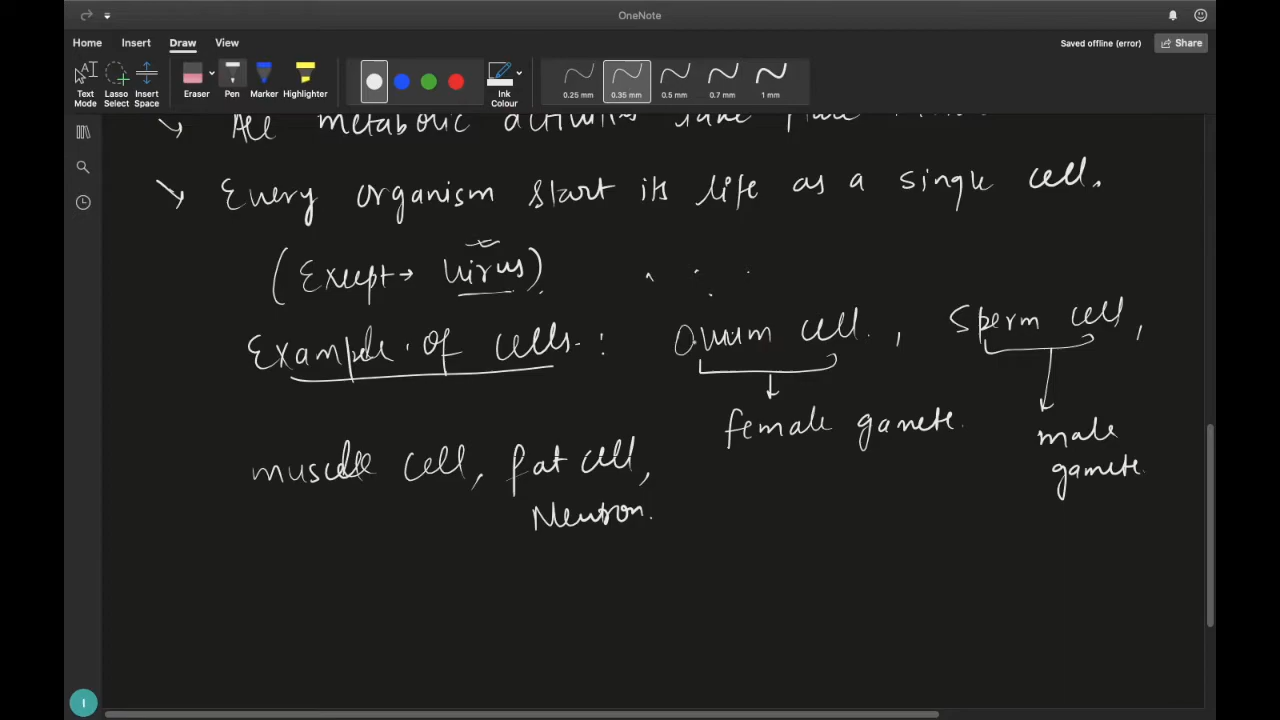 OneNote
Home Insert Draw View
Saved offline (error) Share
Text Mode
Lasso Select
Insert Space
Eraser
Pen
Marker
Highlighter
Ink Colour
0.25 mm 0.35 mm 0.5 mm 0.7 mm 1 mm
All metabolic activities take place
Every organism start its life as a single cell.
(Except → Virus)
Example of cells : Ovum cell, Sperm cell,
female gamete.
male gamete.
muscle cell, fat cell,
Neutron.
I